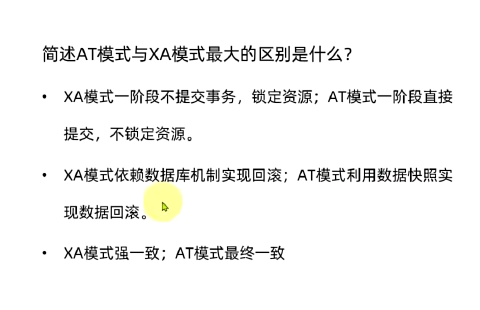 简述AT模式与XA模式最大的区别是什么？
• XA模式一阶段不提交事务，锁定资源；AT模式一阶段直接
提交，不锁定资源。
• XA模式依赖数据库机制实现回滚；AT模式利用数据快照实
现数据回滚。
• XA模式强一致；AT模式最终一致